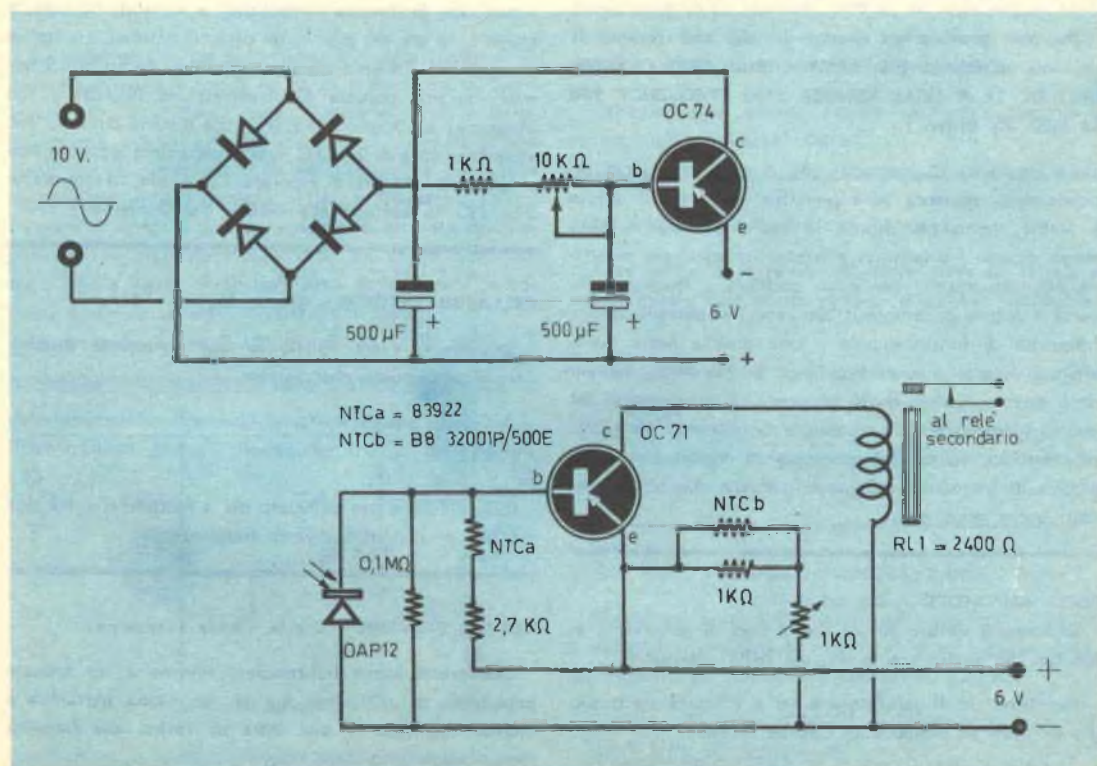 OC 74
c
1 KΩ
10 KΩ
b
10 V.
e
-
6 V
500 µF
+
500 µF
+
+
NTCa = 83922
NTCb = B8 32001P/500E
c
OC 71
al relé
secondario
b
NTC b
NTCa
e
RL1 = 2400 Ω
0,1 MΩ
1KΩ
2,7 KΩ
1KΩ
OAP12
+
6 V.
-